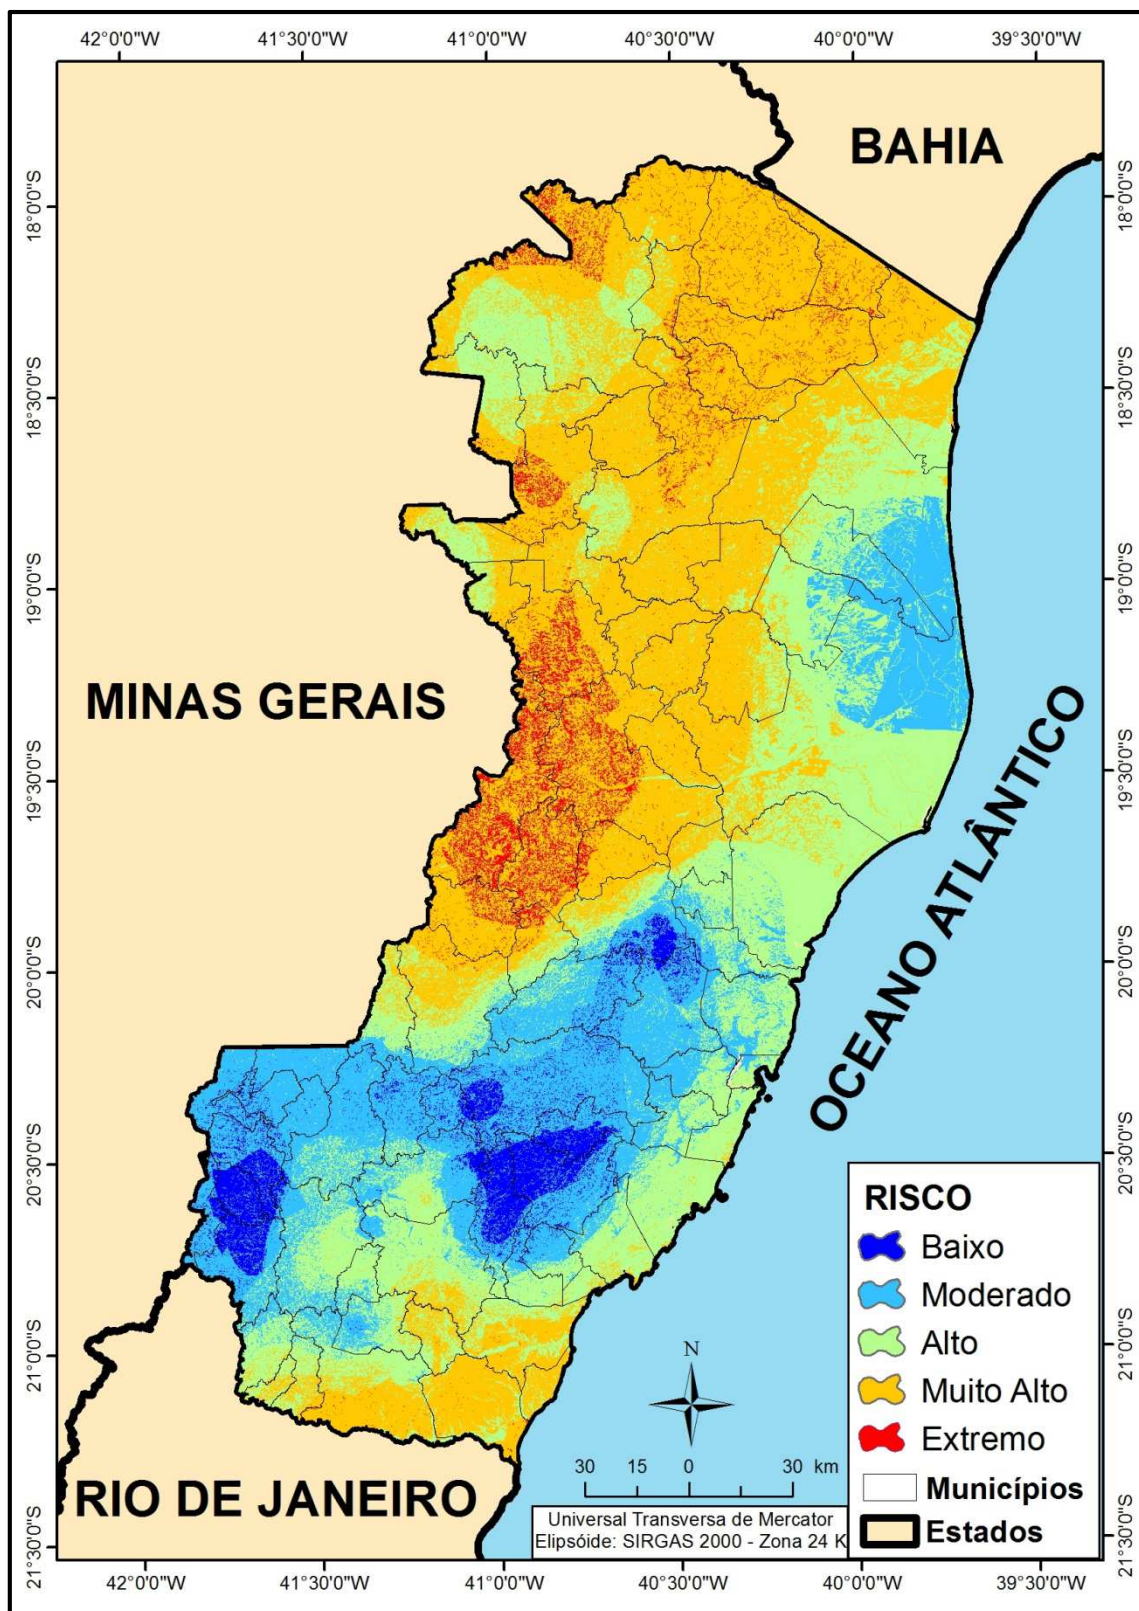 42°0'0"W 41°30'0"W 41°0'0"W 40°30'0"W 40°0'0"W 39°30'0"W
BAHIA
18°0'0"S 18°0'0"S
18°30'0"S 18°30'0"S
19°0'0"S 19°0'0"S
MINAS GERAIS
19°30'0"S 19°30'0"S
OCEANO ATLÂNTICO
20°0'0"S 20°0'0"S
20°30'0"S 20°30'0"S
RISCO
Baixo
Moderado
Alto
Muito Alto
Extremo
Municípios
Estados
21°0'0"S 21°0'0"S
N
30 15 0 30 km
RIO DE JANEIRO
Universal Transversa de Mercator
Elipsóide: SIRGAS 2000 - Zona 24 K
21°30'0"S 21°30'0"S
42°0'0"W 41°30'0"W 41°0'0"W 40°30'0"W 40°0'0"W 39°30'0"W